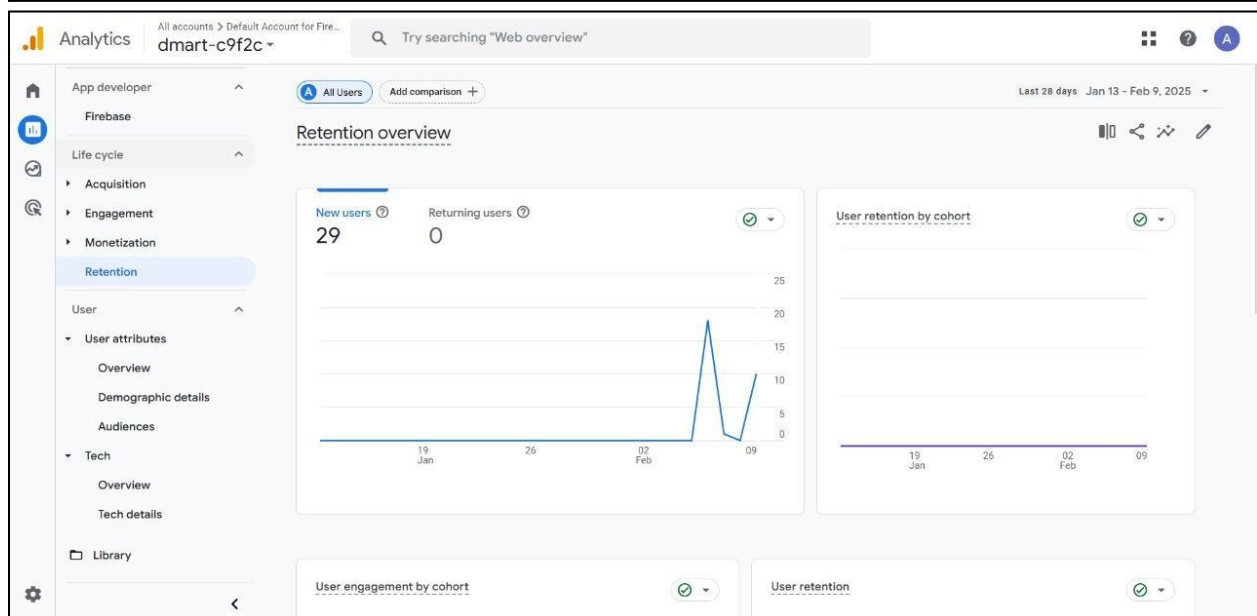 All accounts > Default Account for Fire...
Analytics
dmart-c9f2c
Try searching "Web overview"
A
App developer
Firebase
Life cycle
Acquisition
Engagement
Monetization
Retention
User
User attributes
Overview
Demographic details
Audiences
Tech
Overview
Tech details
Library
A All Users
Add comparison +
Last 28 days Jan 13 - Feb 9, 2025
Retention overview
New users
29
Returning users
0
25
20
15
10
5
0
19 Jan
26
02 Feb
09
User retention by cohort
19 Jan
26
02 Feb
09
User engagement by cohort
User retention